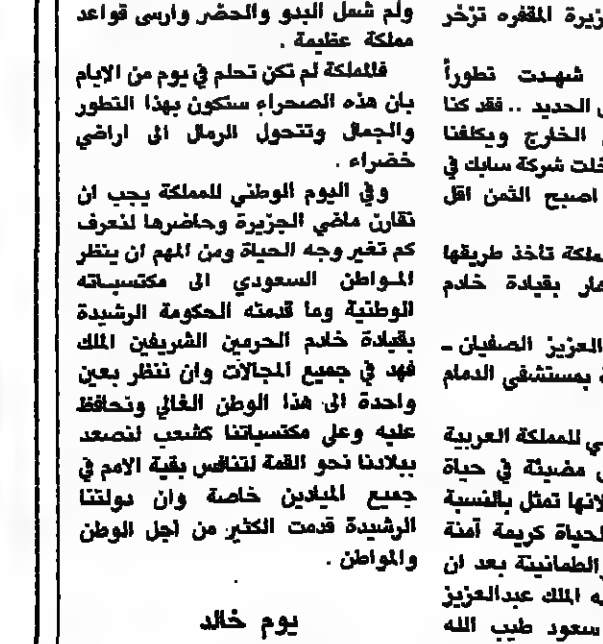 زيرة المقفره تزخر
شهدت تطوراً
الحديد .. فقد كنا
الخارج ويكلفنا
خلت شركة سابك في
اصبح الثمن اقل
مملكة تاخذ طريقها
بقيادة خادم
العزيز الصفيان ـ
بمستشفى الدمام
للمملكة العربية
مضيئة في حياة
لانها تمثل بالنسبة
لحياة كريمة آمنة
الطمانينة بعد ان
الملك عبدالعزيز
سعود طيب الله
ولم شمل البدو والحضر وارسى قواعد
مملكة عظيمة .
فالمملكة لم تكن تحلم في يوم من الايام
بان هذه الصحراء ستكون بهذا التطور
والجمال وتتحول الرمال الى اراضي
خضراء .
وفي اليوم الوطني للمملكة يجب ان
نقارن ماضي الجزيرة وحاضرها لنعرف
كم تغير وجه الحياة ومن المهم ان ينظر
المواطن السعودي الى مكتسباته
الوطنية وما قدمته الحكومة الرشيدة
بقيادة خادم الحرمين الشريفين الملك
فهد في جميع المجالات وان ننظر بعين
واحدة الى هذا الوطن الغالي ونحافظ
عليه وعلى مكتسباتنا كشعب لنصعد
ببلادنا نحو القمة لتنافس بقية الامم في
جميع الميادين خاصة وان دولتنا
الرشيدة قدمت الكثير من اجل الوطن
والمواطن .
يوم خالد